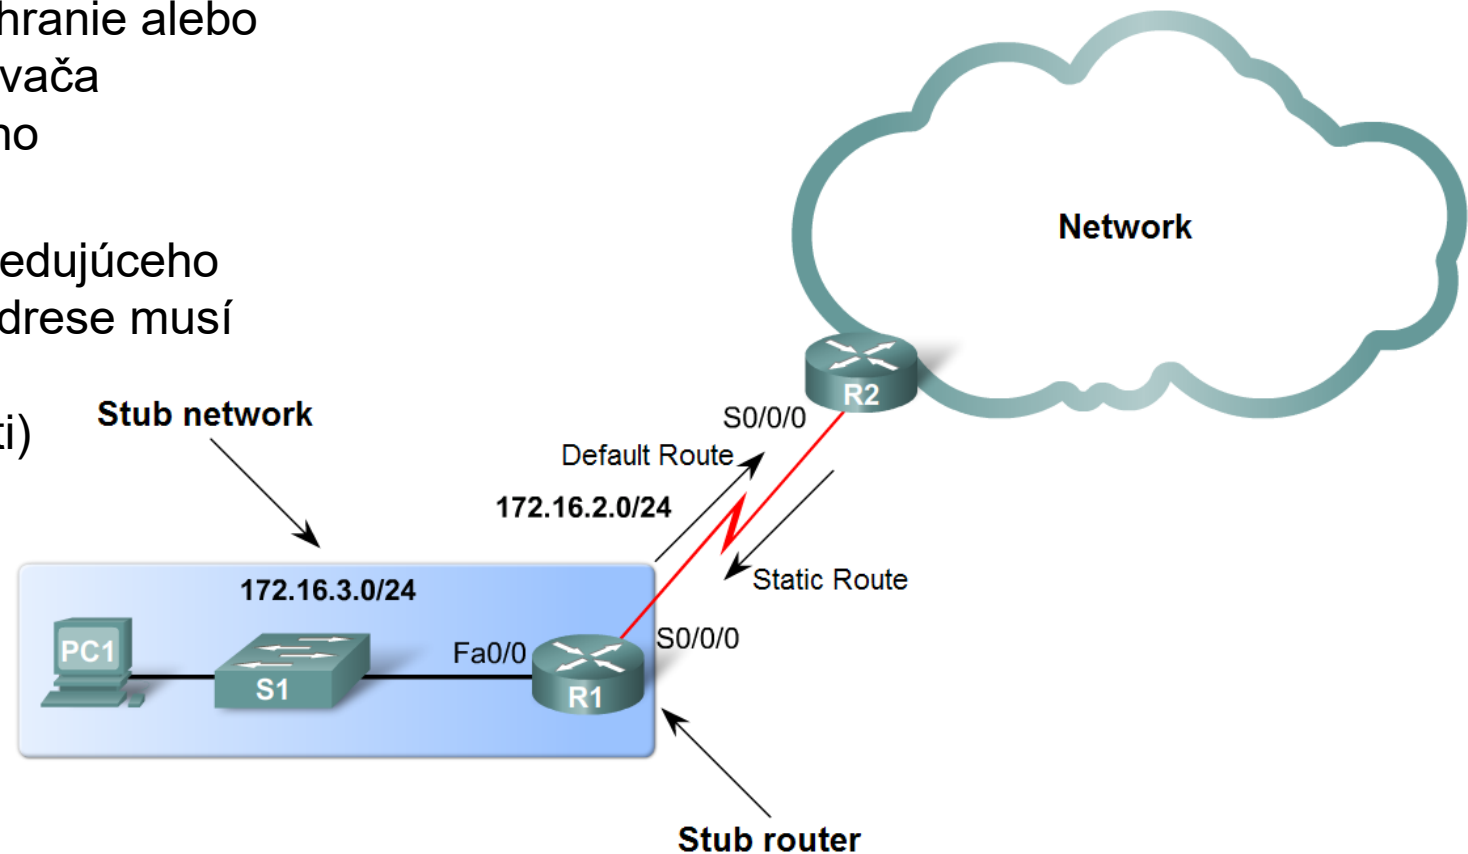 hranie alebo
vača
no
edujúceho
drese musí
ti)
Network
R2
S0/0/0
Stub network
Default Route
172.16.2.0/24
Static Route
172.16.3.0/24
PC1
S1
Fa0/0
R1
S0/0/0
Stub router